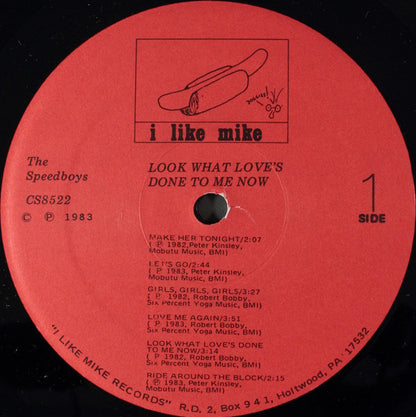 i like mike
The
Speedboys
CS8522
© ℗ 1983
LOOK WHAT LOVE'S
DONE TO ME NOW
1
SIDE
MAKE HER TONIGHT/2:07
( ℗ 1982, Peter Kinsley,
Mobutu Music, BMI)
LET'S GO/2:44
( ℗ 1983, Peter Kinsley,
Mobutu Music, BMI)
GIRLS, GIRLS, GIRLS/3:27
( ℗ 1982, Robert Bobby,
Six Percent Yoga Music, BMI)
LOVE ME AGAIN/3:51
( ℗ 1983, Robert Bobby,
Six Percent Yoga Music, BMI)
LOOK WHAT LOVE'S DONE
TO ME NOW/3:14
( ℗ 1982, Robert Bobby,
Six Percent Yoga Music, BMI)
RIDE AROUND THE BLOCK/2:15
( ℗ 1983, Peter Kinsley,
Mobutu Music, BMI)
"I LIKE MIKE RECORDS" R.D. 2, Box 941, Holtwood, PA 17532